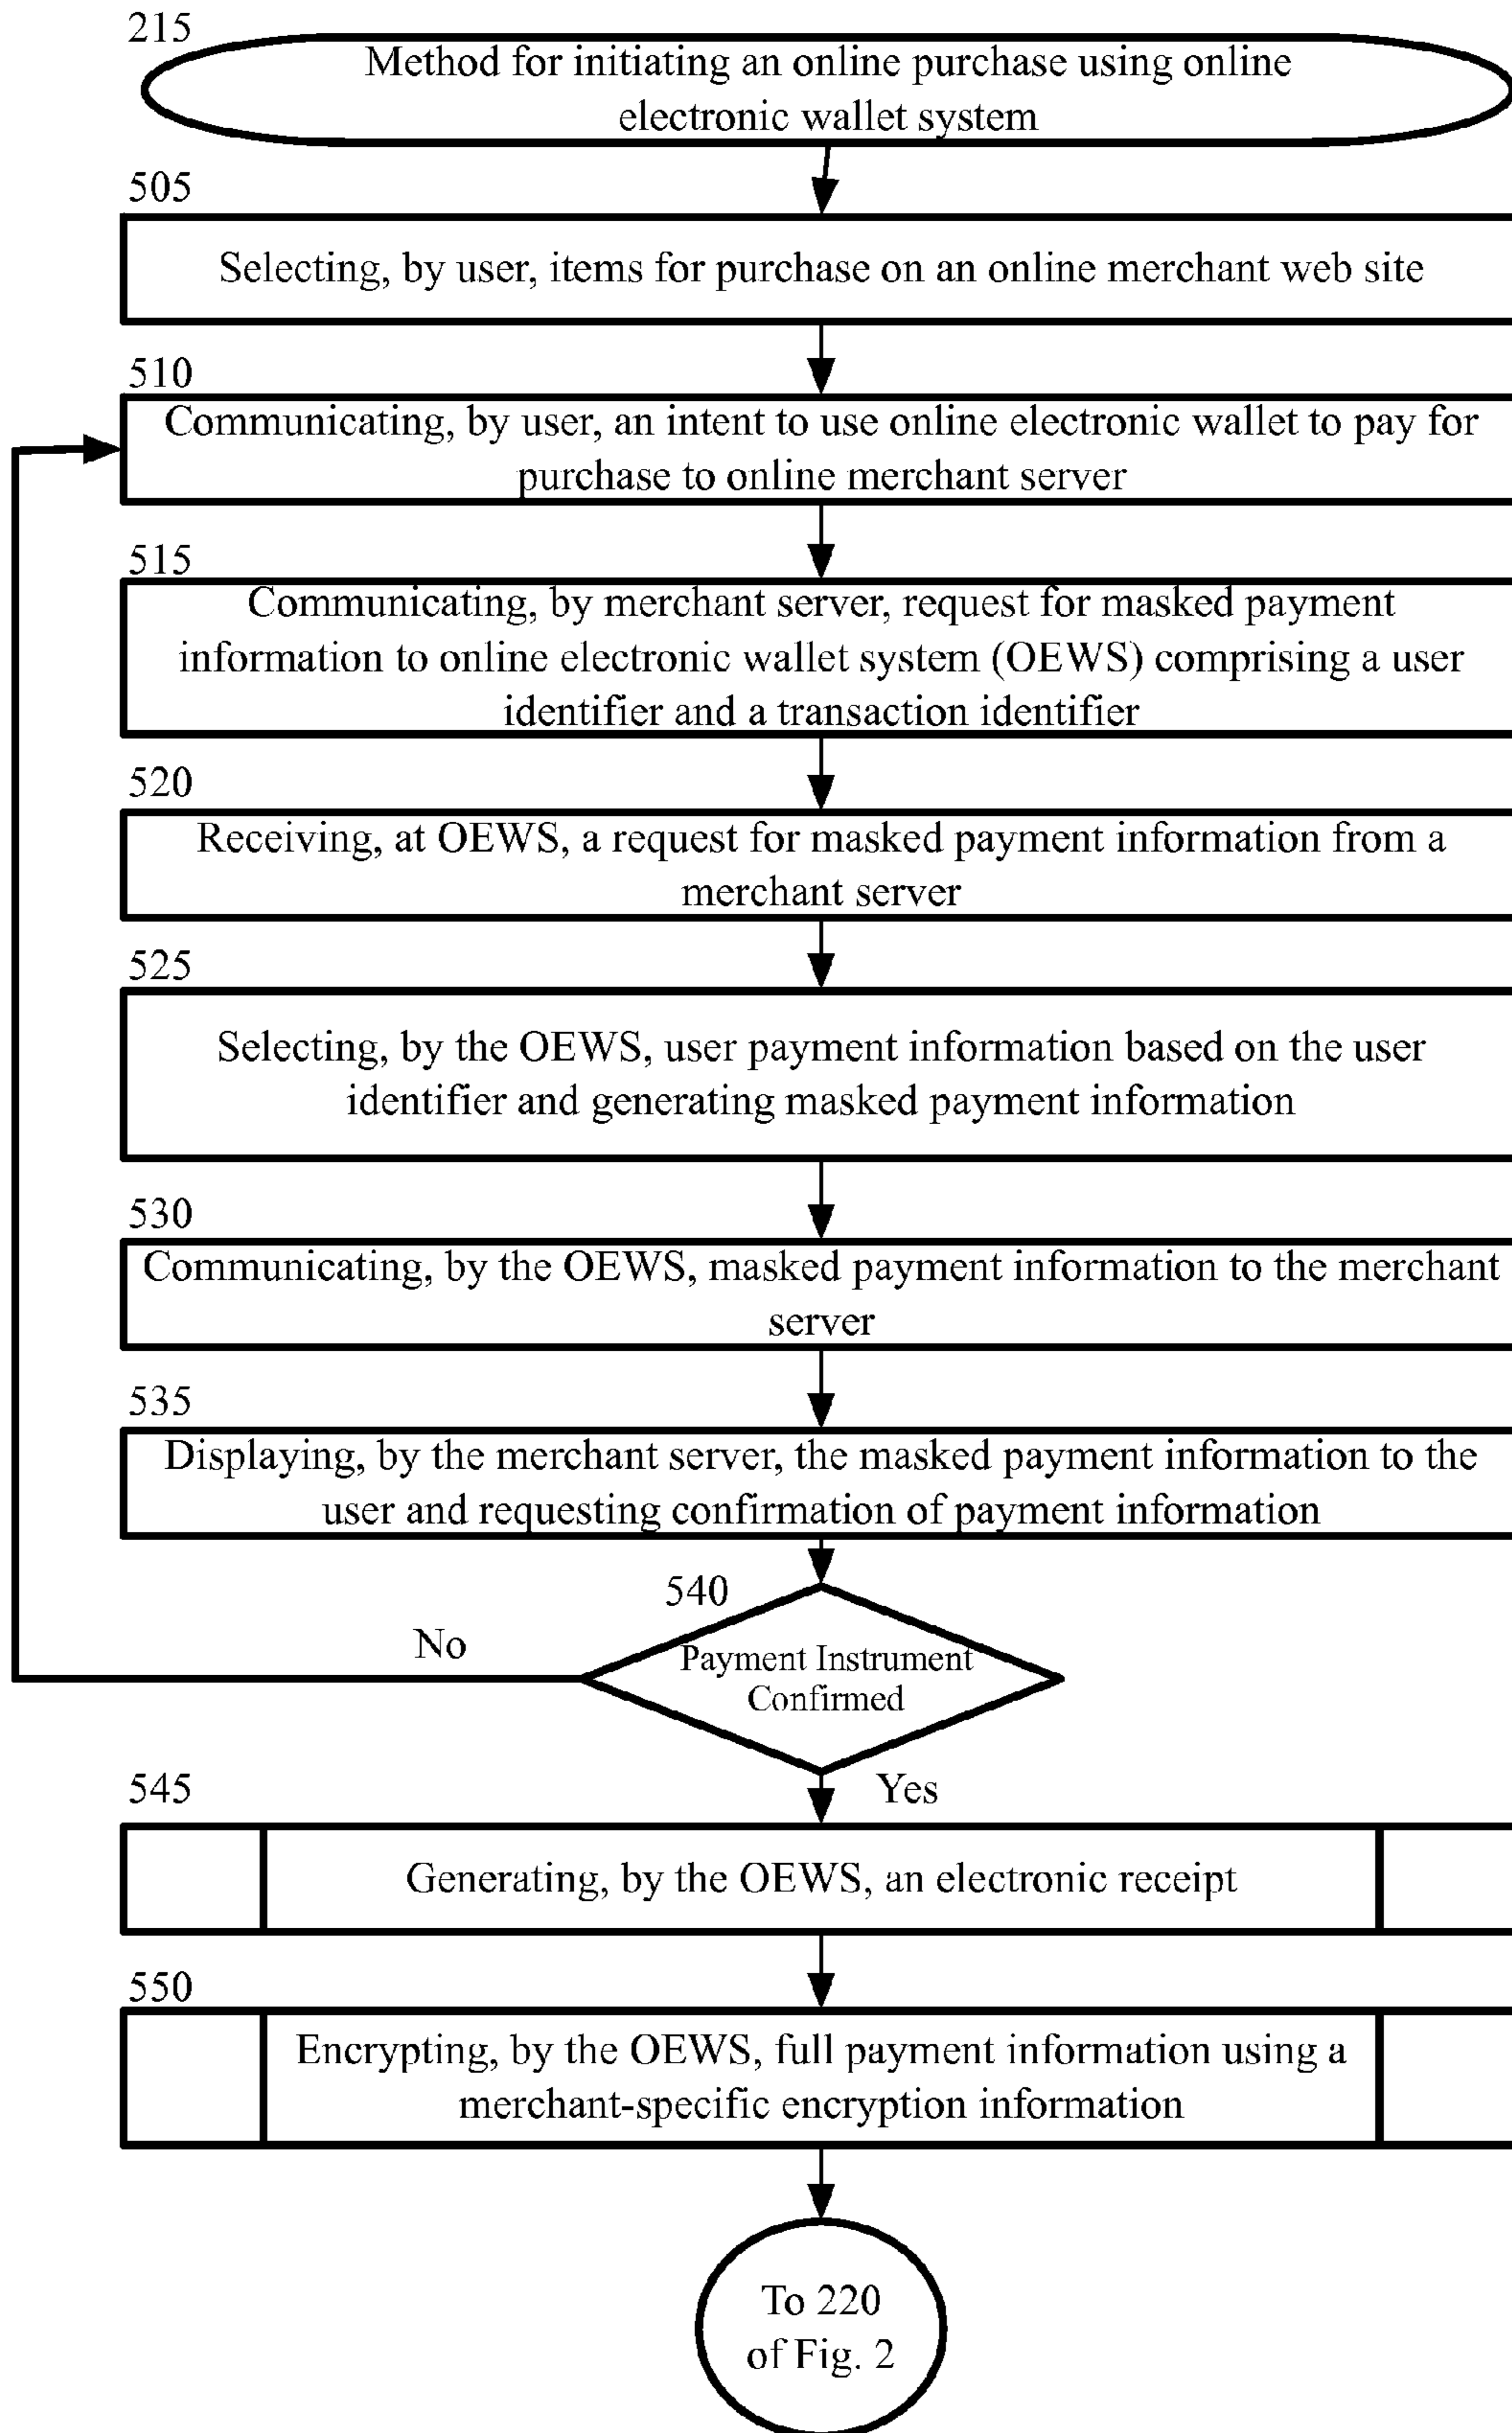 215
Method for initiating an online purchase using online
electronic wallet system
505
Selecting, by user, items for purchase on an online merchant web site
510
Communicating, by user, an intent to use online electronic wallet to pay for
purchase to online merchant server
515
Communicating, by merchant server, request for masked payment
information to online electronic wallet system (OEWS) comprising a user
identifier and a transaction identifier
520
Receiving, at OEWS, a request for masked payment information from a
merchant server
525
Selecting, by the OEWS, user payment information based on the user
identifier and generating masked payment information
530
Communicating, by the OEWS, masked payment information to the merchant
server
535
Displaying, by the merchant server, the masked payment information to the
user and requesting confirmation of payment information
540
No
Payment Instrument
Confirmed
Yes
545
Generating, by the OEWS, an electronic receipt
550
Encrypting, by the OEWS, full payment information using a
merchant-specific encryption information
To 220
of Fig. 2